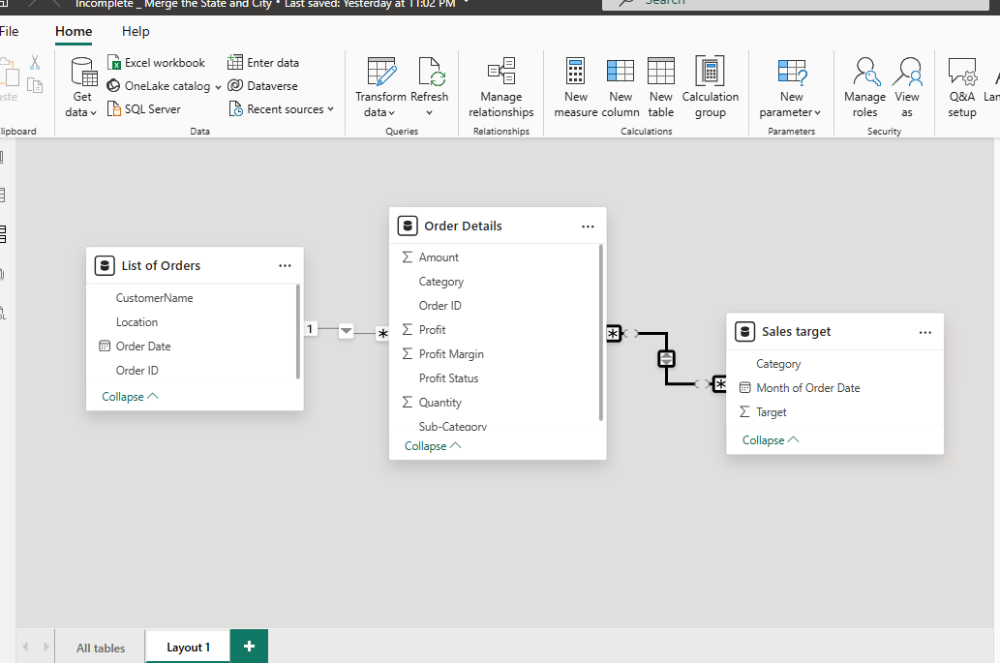 Incomplete _ Merge the State and City • Last saved: Yesterday at 11:02 PM
Search
File Home Help
Get data
Excel workbook
OneLake catalog
SQL Server
Enter data
Dataverse
Recent sources
Data
Transform data
Refresh
Queries
Manage relationships
Relationships
New measure
New column
New table
Calculation group
Calculations
New parameter
Parameters
Manage roles
View as
Security
Q&A setup
List of Orders
CustomerName
Location
Order Date
Order ID
Collapse
1
*
Order Details
Σ Amount
Category
Order ID
Σ Profit
Σ Profit Margin
Profit Status
Σ Quantity
Sub-Category
Collapse
*
*
Sales target
Category
Month of Order Date
Σ Target
Collapse
All tables
Layout 1
+